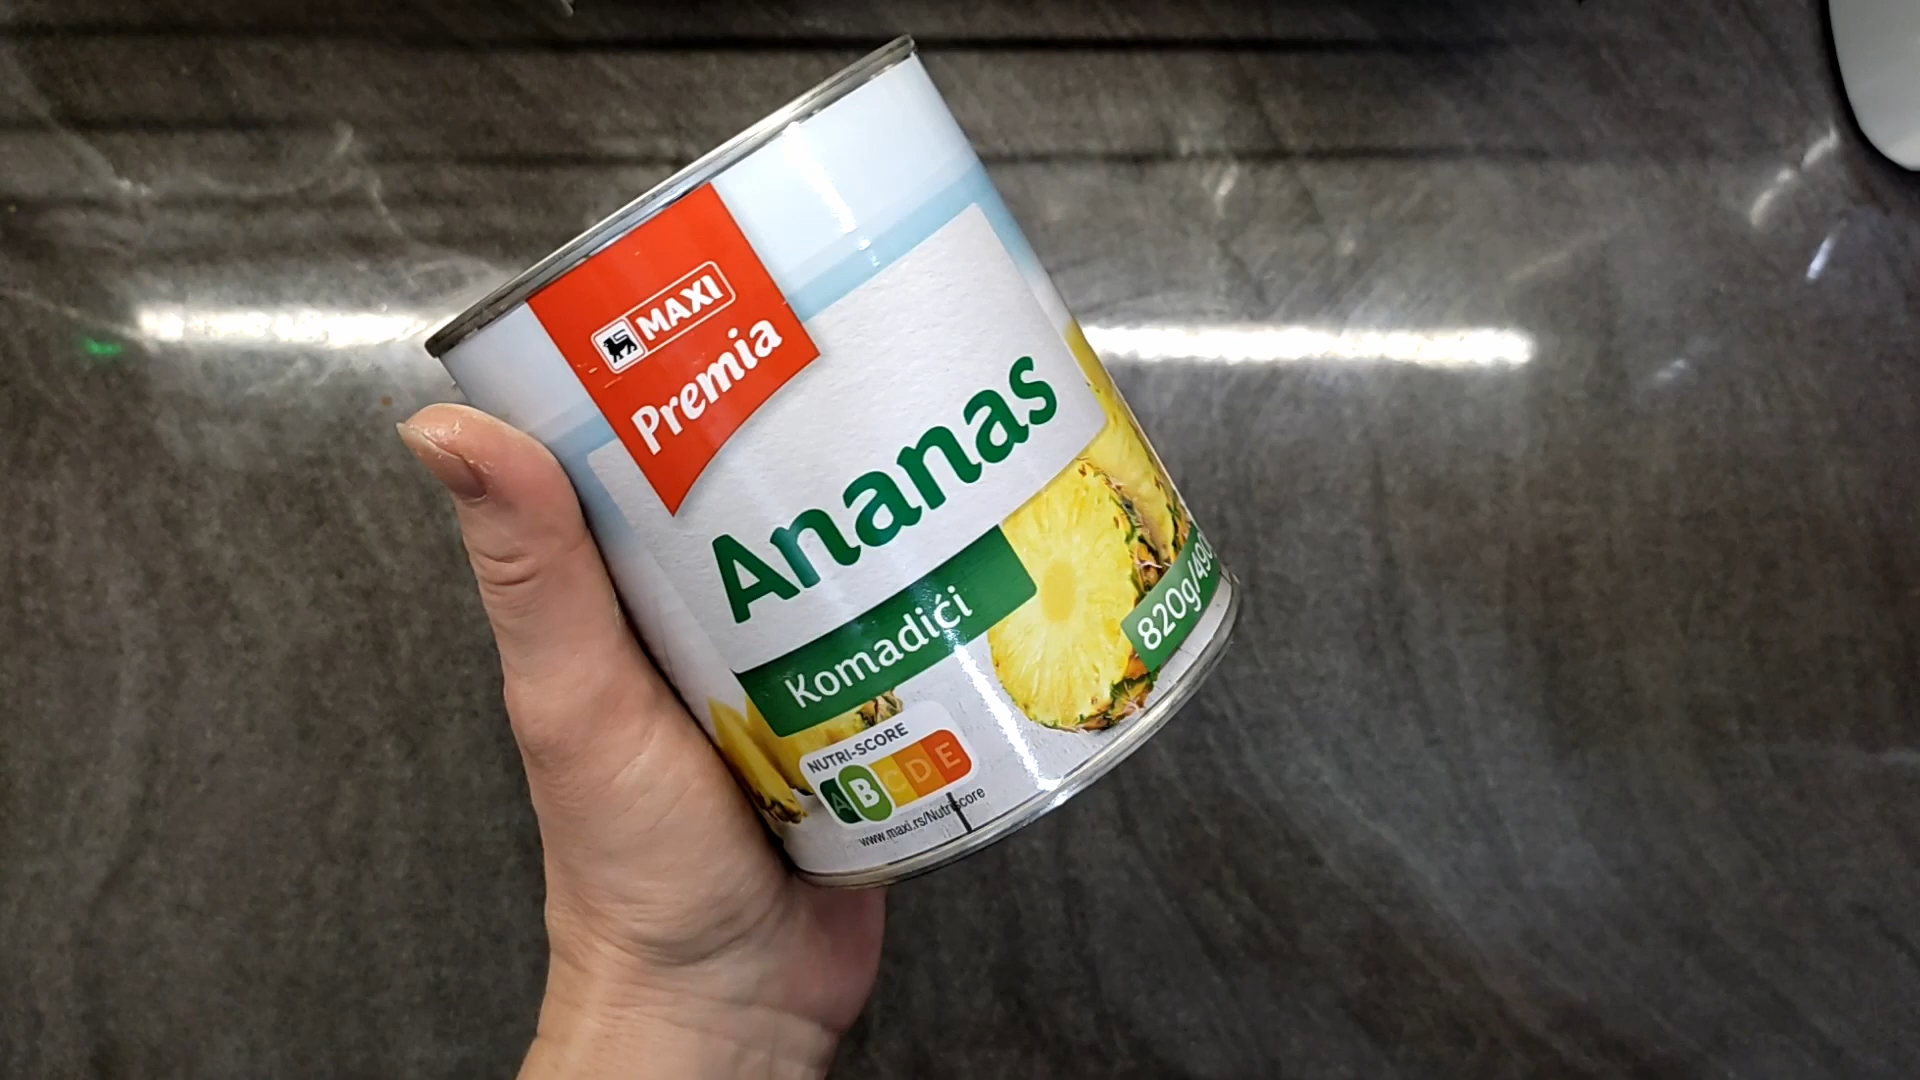 MAXI
Premia
Ananas
Komadići
820g/490
NUTRI-SCORE
A B C D E
www.maxi.rs/Nutriscore